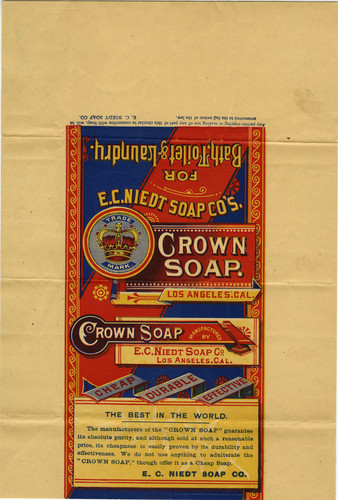 Any parties copying or making use of any part of this circular in connection with Soap, will be
prosecuted to the full extent of the law. E. C. NIEDT SOAP CO.
Bath, Toilet & Laundry.
FOR
E.C. NIEDT SOAP CO'S.
TRADE
MARK
CROWN
SOAP.
LOS ANGELES, CAL.
CROWN SOAP
MANUFACTURED
BY
E.C. NIEDT SOAP CO
LOS ANGELES, CAL.
CHEAP DURABLE EFFECTIVE
THE BEST IN THE WORLD.
The manufacturers of the "CROWN SOAP" guarantee
its absolute purity, and although sold at such a reasonable
price, its cheapness is easily proven by its durability and
effectiveness. We do not use anything to adulterate the
"CROWN SOAP," though offer it as a Cheap Soap.
E. C. NIEDT SOAP CO.